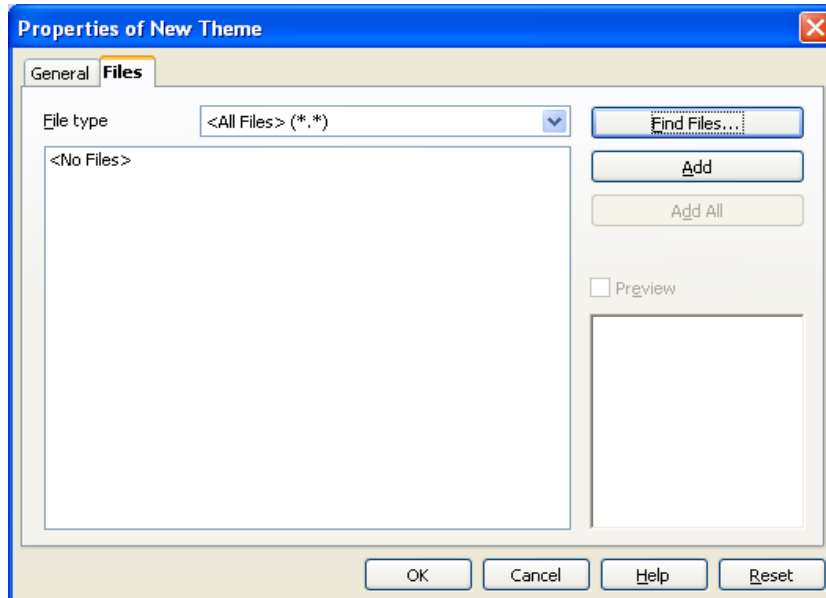 Properties of New Theme
General Files
File type <All Files> (*.*) Find Files...
<No Files> Add
Add All
Preview
OK Cancel Help Reset